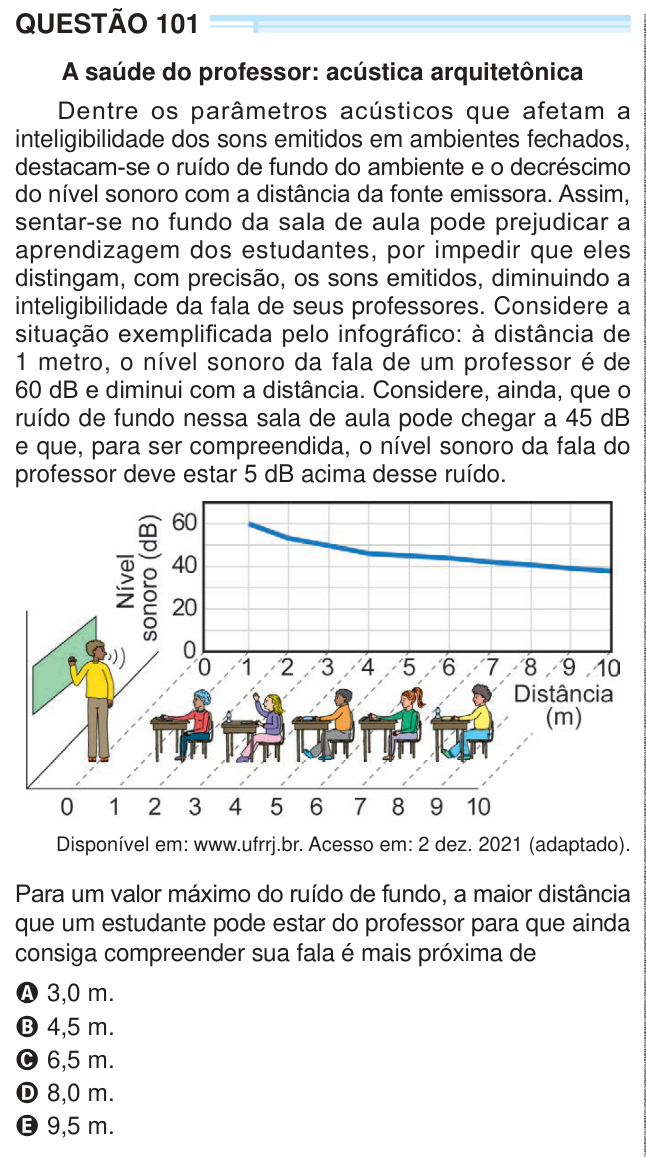 QUESTÃO 101
A saúde do professor: acústica arquitetônica
Dentre os parâmetros acústicos que afetam a
inteligibilidade dos sons emitidos em ambientes fechados,
destacam-se o ruído de fundo do ambiente e o decréscimo
do nível sonoro com a distância da fonte emissora. Assim,
sentar-se no fundo da sala de aula pode prejudicar a
aprendizagem dos estudantes, por impedir que eles
distingam, com precisão, os sons emitidos, diminuindo a
inteligibilidade da fala de seus professores. Considere a
situação exemplificada pelo infográfico: à distância de
1 metro, o nível sonoro da fala de um professor é de
60 dB e diminui com a distância. Considere, ainda, que o
ruído de fundo nessa sala de aula pode chegar a 45 dB
e que, para ser compreendida, o nível sonoro da fala do
professor deve estar 5 dB acima desse ruído.
Nível
sonoro (dB)
60
40
20
0
0 1 2 3 4 5 6 7 8 9 10
Distância
(m)
0 1 2 3 4 5 6 7 8 9 10
Disponível em: www.ufrrj.br. Acesso em: 2 dez. 2021 (adaptado).
Para um valor máximo do ruído de fundo, a maior distância
que um estudante pode estar do professor para que ainda
consiga compreender sua fala é mais próxima de
A 3,0 m.
B 4,5 m.
C 6,5 m.
D 8,0 m.
E 9,5 m.